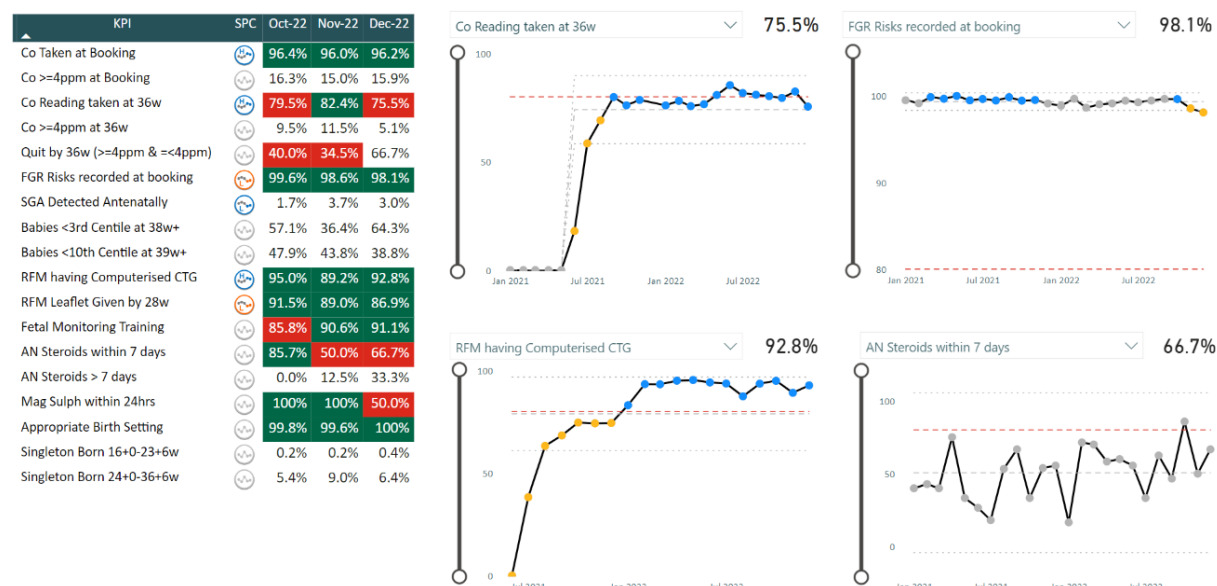 KPI SPC Oct-22 Nov-22 Dec-22
Co Taken at Booking 96.4% 96.0% 96.2%
Co >=4ppm at Booking 16.3% 15.0% 15.9%
Co Reading taken at 36w 79.5% 82.4% 75.5%
Co >=4ppm at 36w 9.5% 11.5% 5.1%
Quit by 36w (>=4ppm & =<4ppm) 40.0% 34.5% 66.7%
FGR Risks recorded at booking 99.6% 98.6% 98.1%
SGA Detected Antenatally 1.7% 3.7% 3.0%
Babies <3rd Centile at 38w+ 57.1% 36.4% 64.3%
Babies <10th Centile at 39w+ 47.9% 43.8% 38.8%
RFM having Computerised CTG 95.0% 89.2% 92.8%
RFM Leaflet Given by 28w 91.5% 89.0% 86.9%
Fetal Monitoring Training 85.8% 90.6% 91.1%
AN Steroids within 7 days 85.7% 50.0% 66.7%
AN Steroids > 7 days 0.0% 12.5% 33.3%
Mag Sulph within 24hrs 100% 100% 50.0%
Appropriate Birth Setting 99.8% 99.6% 100%
Singleton Born 16+0-23+6w 0.2% 0.2% 0.4%
Singleton Born 24+0-36+6w 5.4% 9.0% 6.4%
Co Reading taken at 36w 75.5%
100
50
0
Jan 2021 Jul 2021 Jan 2022 Jul 2022
FGR Risks recorded at booking 98.1%
100
90
80
Jan 2021 Jul 2021 Jan 2022 Jul 2022
RFM having Computerised CTG 92.8%
100
50
0
AN Steroids within 7 days 66.7%
100
50
0